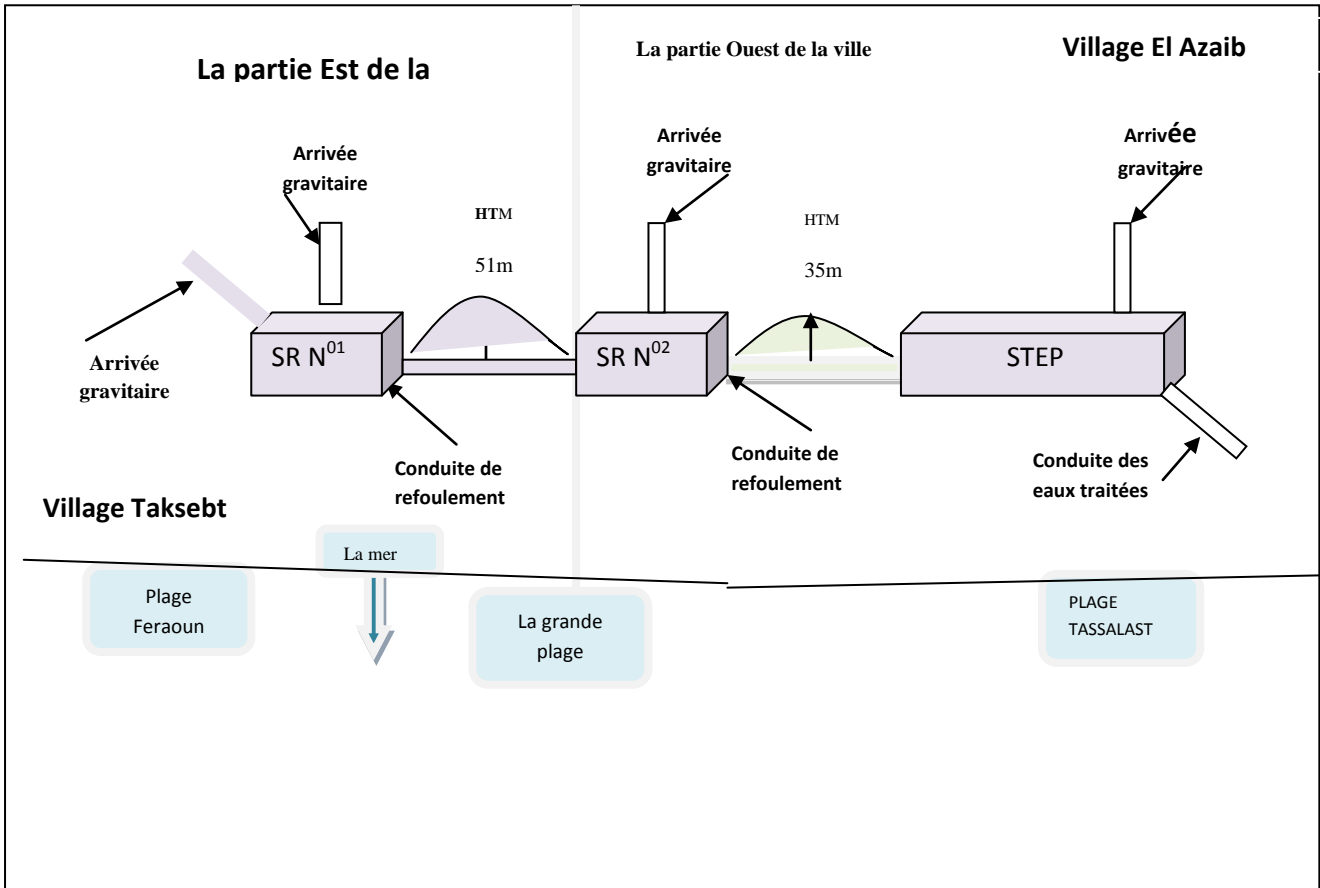 La partie Est de la
La partie Ouest de la ville
Village El Azaib
Arrivée
gravitaire
Arrivée
gravitaire
Arrivée
gravitaire
HTM
51m
HTM
35m
Arrivée
gravitaire
SR N01
SR N02
STEP
Conduite de
refoulement
Conduite de
refoulement
Conduite des
eaux traitées
Village Taksebt
La mer
Plage
Feraoun
La grande
plage
PLAGE
TASSALAST